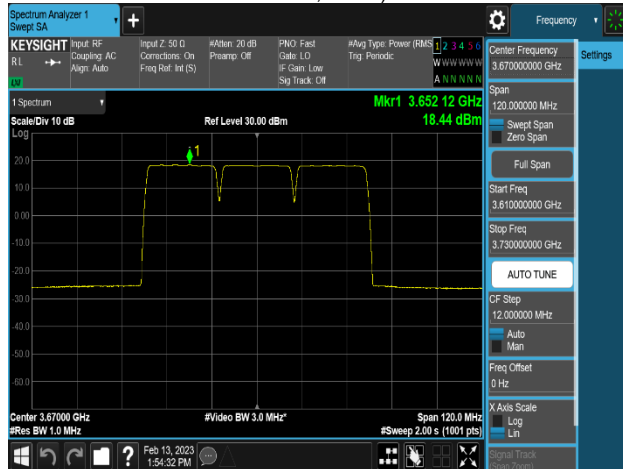 Spectrum Analyzer 1
Swept SA
Frequency
KEYSIGHT
RL
Input: RF
Coupling: AC
Align: Auto
Input Z: 50 Ω
Corrections: On
Freq Ref: Int (S)
#Atten: 20 dB
Preamp: Off
PNO: Fast
Gate: LO
IF Gain: Low
Sig Track: Off
#Avg Type: Power (RMS
Trig: Periodic
1 2 3 4 5 6
W W W W W W
A N N N N N
1 Spectrum
Scale/Div 10 dB
Ref Level 30.00 dBm
Mkr1 3.652 12 GHz
18.44 dBm
Log
1
20.0
10.0
0.00
-10.0
-20.0
-30.0
-40.0
-50.0
-60.0
Center 3.67000 GHz
#Res BW 1.0 MHz
#Video BW 3.0 MHz*
Span 120.0 MHz
#Sweep 2.00 s (1001 pts)
Feb 13, 2023
1:54:32 PM
?
Center Frequency
3.670000000 GHz
Settings
Span
120.000000 MHz
Swept Span
Zero Span
Full Span
Start Freq
3.610000000 GHz
Stop Freq
3.730000000 GHz
AUTO TUNE
CF Step
12.000000 MHz
Auto
Man
Freq Offset
0 Hz
X Axis Scale
Log
Lin
Signal Track
(Span Zoom)